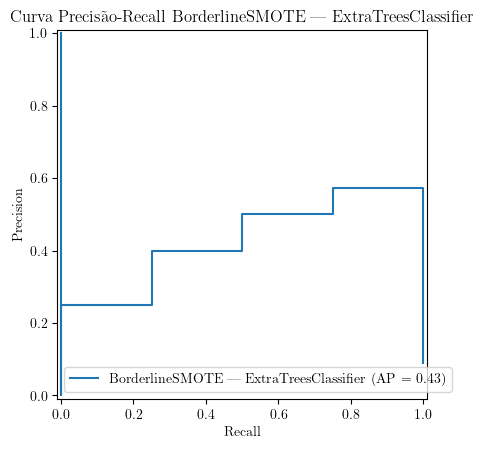 Curva Precisão-Recall BorderlineSMOTE — ExtraTreesClassifier
1.0
0.8
0.6
0.4
0.2
0.0
Precision
BorderlineSMOTE — ExtraTreesClassifier (AP = 0.43)
0.0 0.2 0.4 0.6 0.8 1.0
Recall